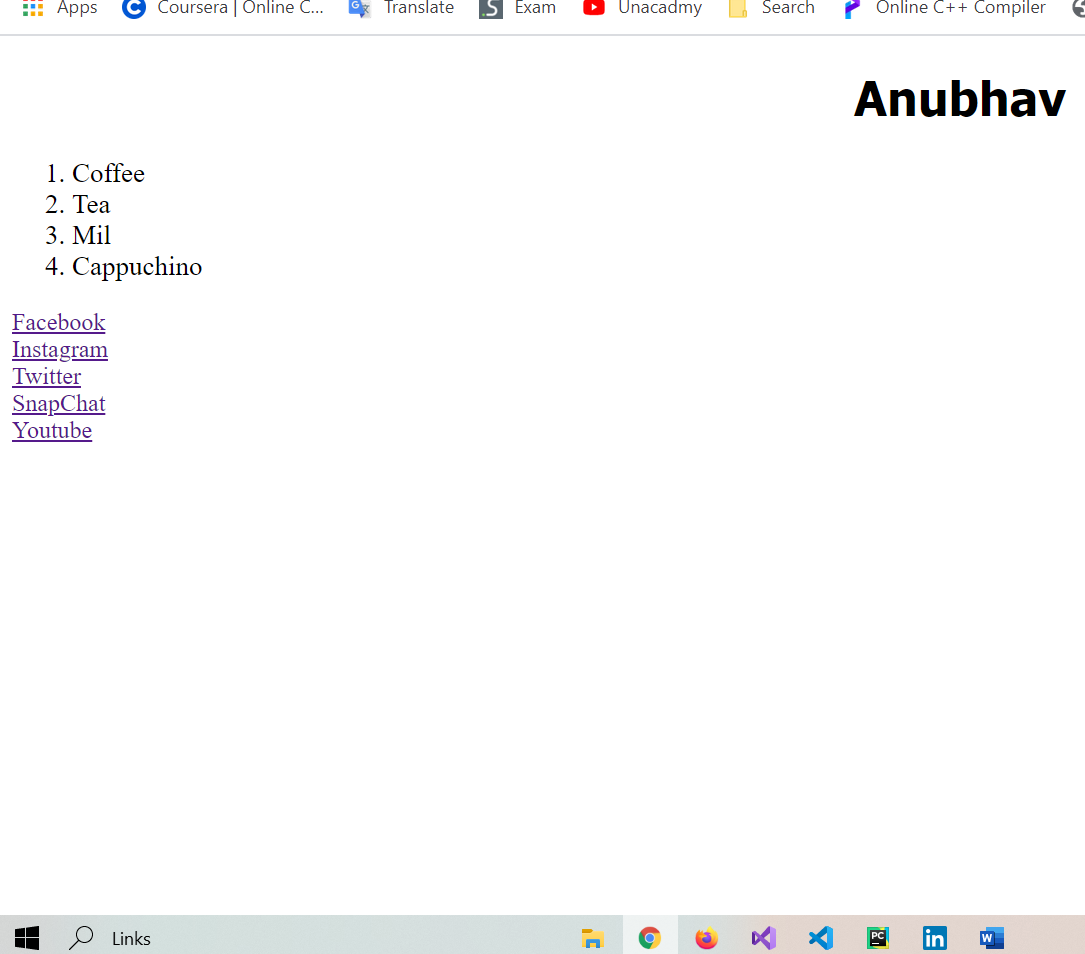 Apps Coursera | Online C... Translate Exam Unacadmy Search Online C++ Compiler
Anubhav
1. Coffee
2. Tea
3. Mil
4. Cappuchino
Facebook
Instagram
Twitter
SnapChat
Youtube
Links